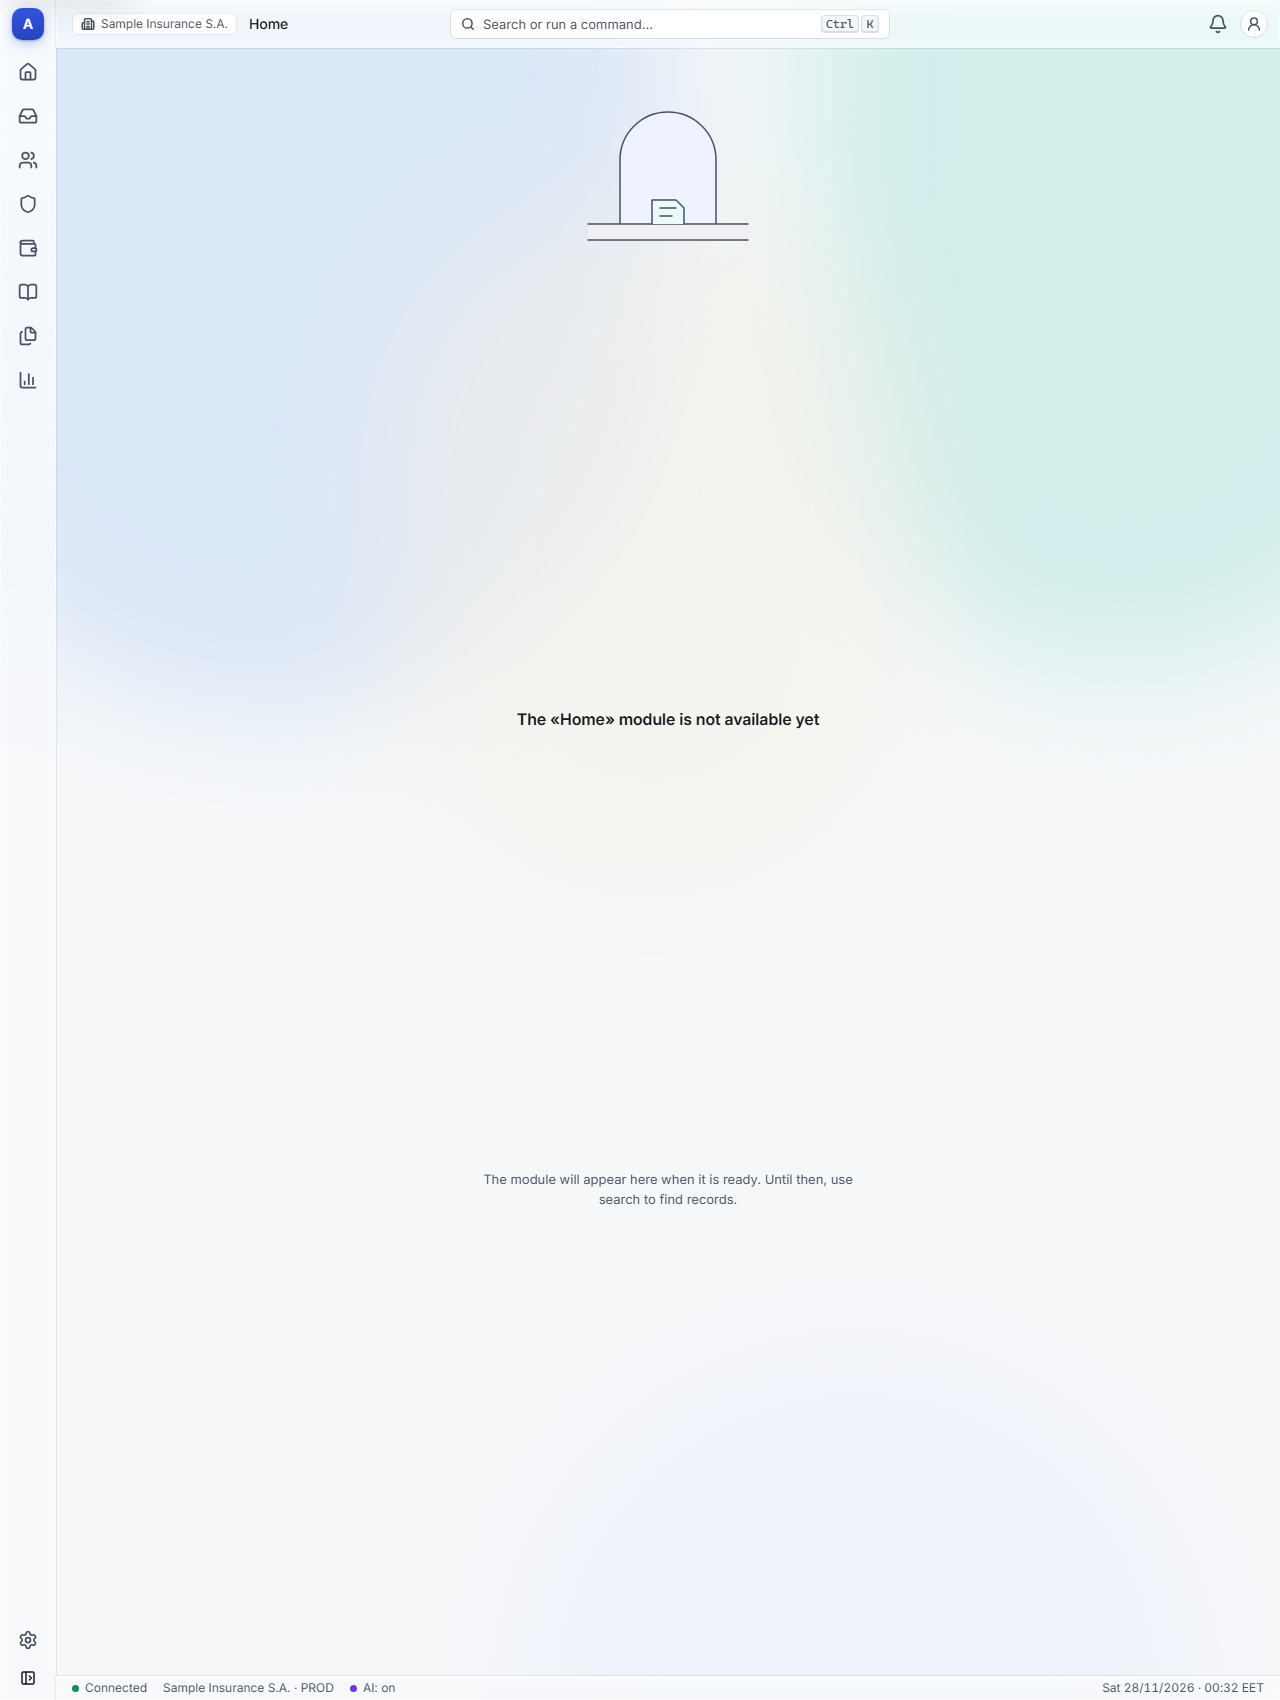 A
Sample Insurance S.A.
Home
Search or run a command...
Ctrl K
The «Home» module is not available yet
The module will appear here when it is ready. Until then, use
search to find records.
Connected
Sample Insurance S.A. · PROD
AI: on
Sat 28/11/2026 · 00:32 EET